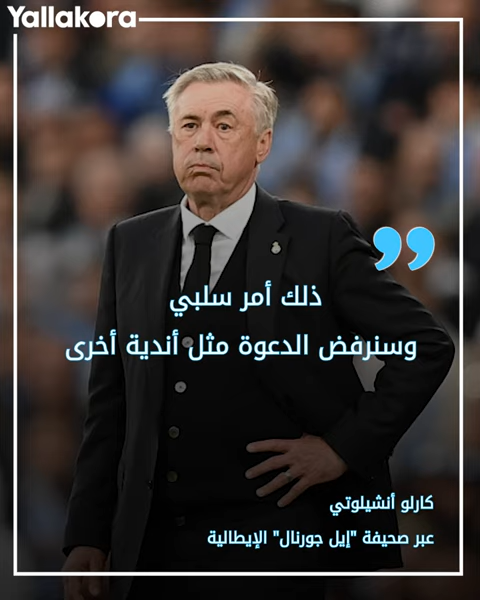 Yallakora
ذلك أمر سلبي
وسنرفض الدعوة مثل أندية أخرى
كارلو أنشيلوتي
عبر صحيفة "إيل جورنال" الإيطالية